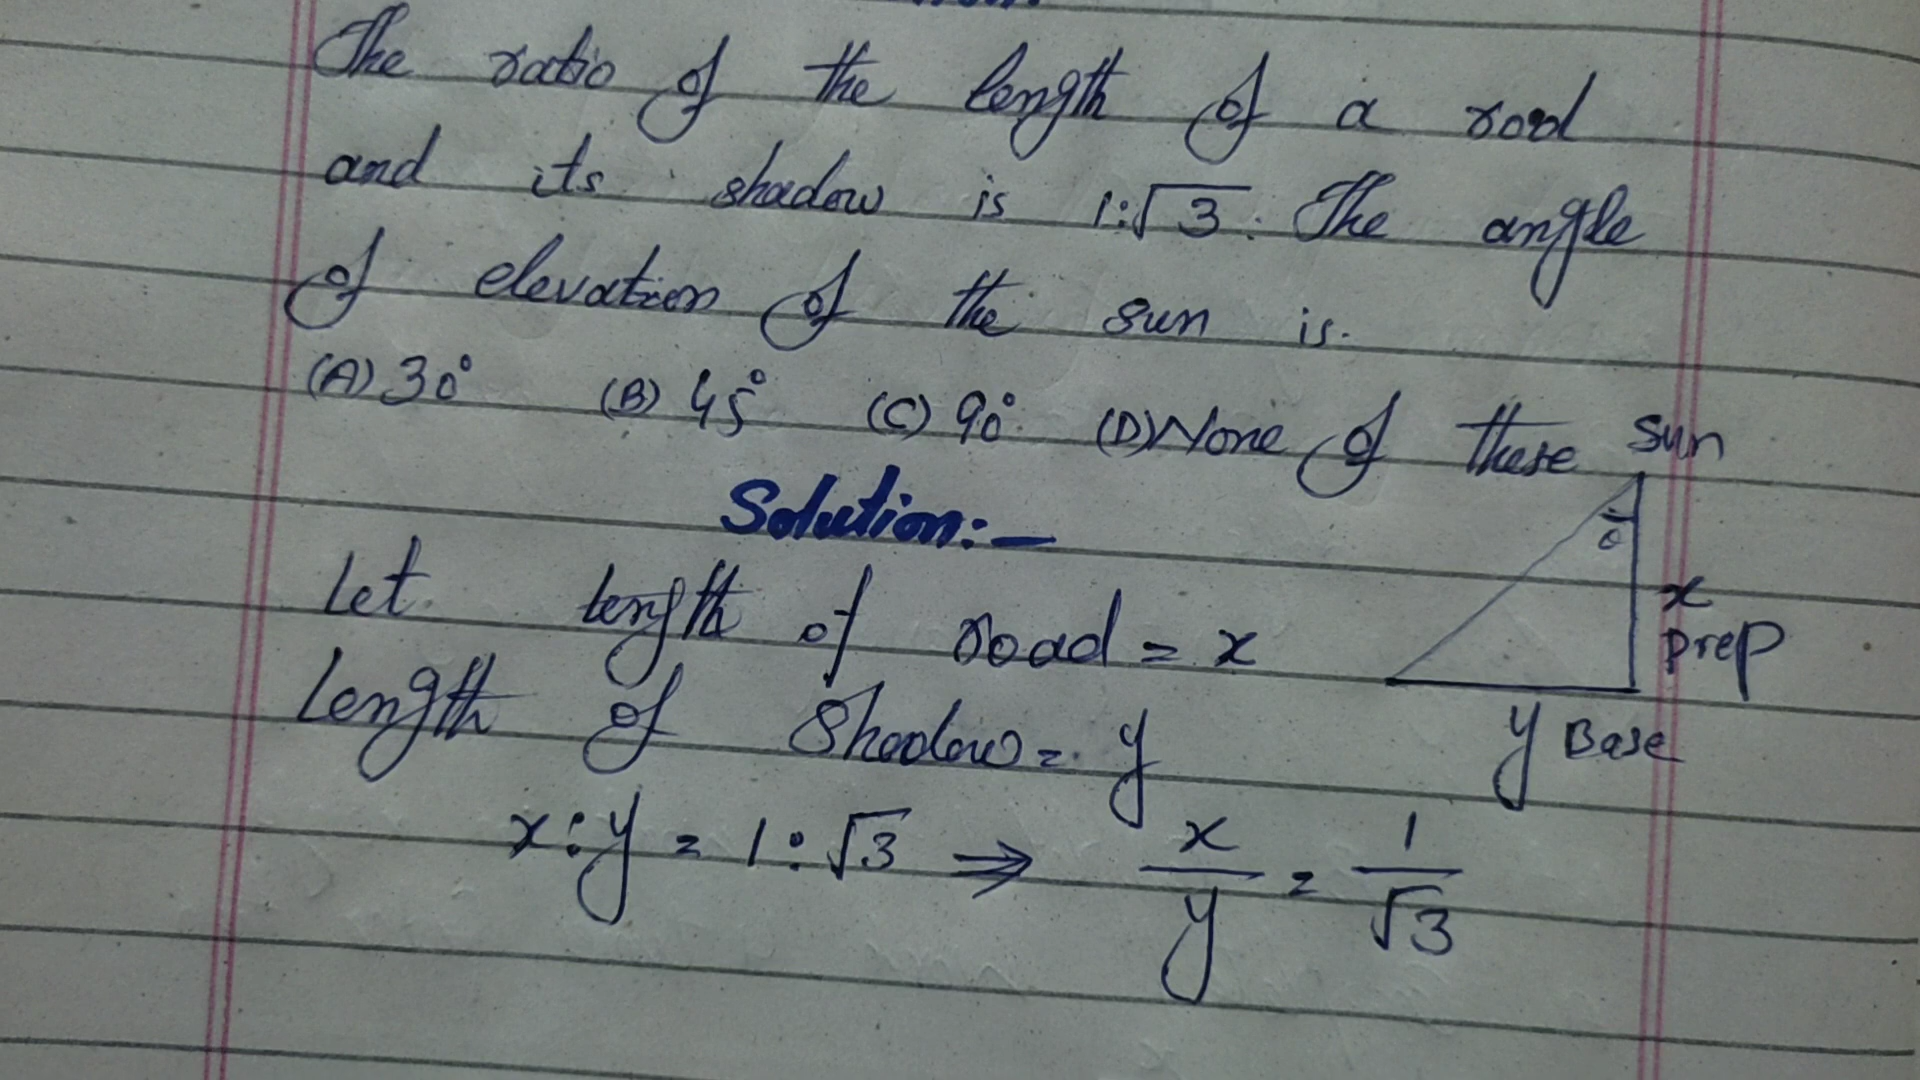 The ratio of the length of a rood
and its shadow is 1:√3. The angle
of elevation of the sun is.
(A) 30° (B) 45° (C) 90° (D) None of these
sun
Solution:-
θ
Let length of road = x
x
prep
Length of Shadow = y
y Base
x:y = 1:√3 ⇒ x/y = 1/√3